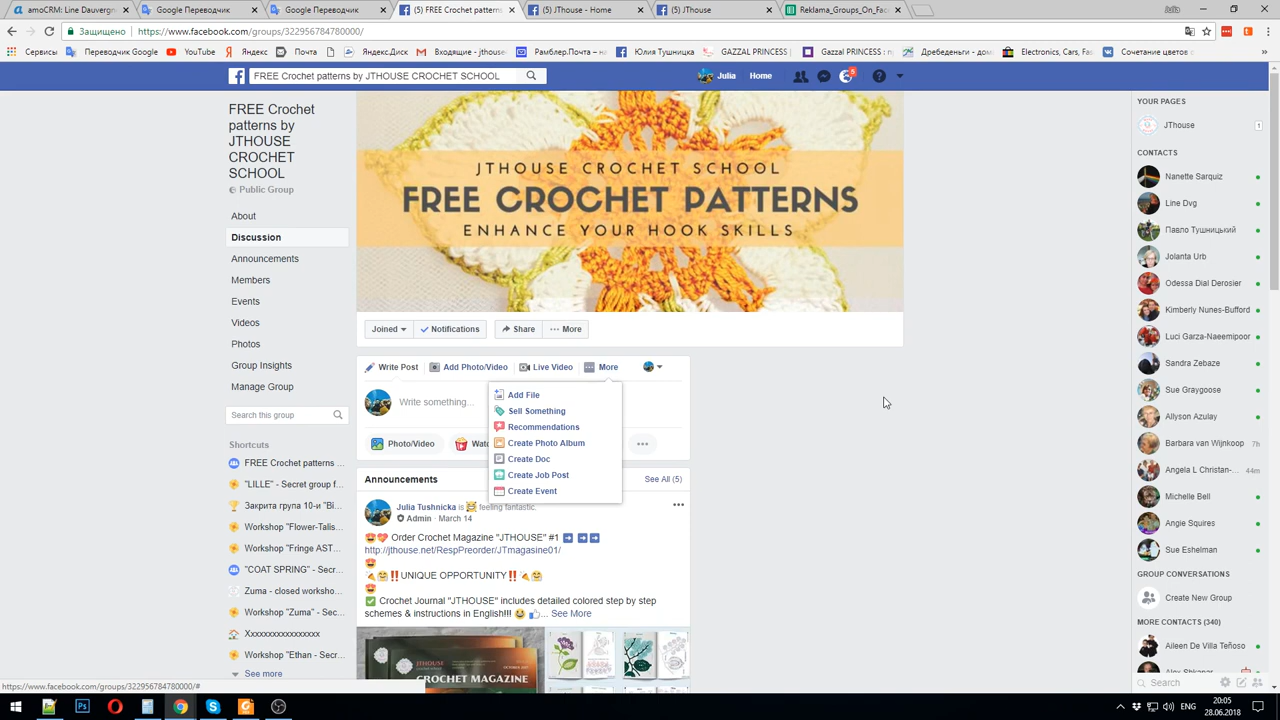 amoCRM: Line Dauvergn
Google Переводчик
Google Переводчик
(5) FREE Crochet patterns
(5) JThouse - Home
(5) JThouse
Reklama_Groups_On_Fac
Защищено
https://www.facebook.com/groups/322956784780000/
Сервисы
Переводчик Google
YouTube
Яндекс
Почта
Яндекс.Диск
Входящие - jthouse
Рамблер.Почта – на
Юлия Тушницка
GAZZAL PRINCESS |
Gazzal PRINCESS : п
Дребеденьги - дом
Electronics, Cars, Fas
Сочетание цветов с
FREE Crochet patterns by JTHOUSE CROCHET SCHOOL
Julia
Home
5
FREE Crochet
patterns by
JTHOUSE
CROCHET
SCHOOL
Public Group
About
Discussion
Announcements
Members
Events
Videos
Photos
Group Insights
Manage Group
Search this group
Shortcuts
FREE Crochet patterns ...
"LILLE" - Secret group f...
Закрита група 10-и "Bi...
Workshop "Flower-Talis...
Workshop "Fringe AST...
"COAT SPRING" - Secr...
Zuma - closed worksho...
Workshop "Zuma" - Sec...
Xxxxxxxxxxxxxxxx
Workshop "Ethan - Secr...
See more
JTHOUSE CROCHET SCHOOL
FREE CROCHET PATTERNS
ENHANCE YOUR HOOK SKILLS
Joined
Notifications
Share
More
Write Post
Add Photo/Video
Live Video
More
Write something...
Photo/Video
Add File
Sell Something
Recommendations
Create Photo Album
Create Doc
Create Job Post
Create Event
Announcements
See All (5)
Julia Tushnicka is feeling fantastic.
Admin · March 14
Order Crochet Magazine "JTHOUSE" #1
http://jthouse.net/RespPreorder/JTmagasine01/
‼UNIQUE OPPORTUNITY‼
Crochet Journal "JTHOUSE" includes detailed colored step by step
schemes & instructions in English!!! ... See More
JTHOUSE
CROCHET MAGAZINE
YOUR PAGES
JThouse
1
CONTACTS
Nanette Sarquiz
Line Dvg
Павло Тушницький
Jolanta Urb
Odessa Dial Derosier
Kimberly Nunes-Bufford
Luci Garza-Naeemipoor
Sandra Zebaze
Sue Graygoose
Allyson Azulay
Barbara van Wijnkoop
7h
Angela L Christian-...
44m
Michelle Bell
Angie Squires
Sue Eshelman
GROUP CONVERSATIONS
Create New Group
MORE CONTACTS (340)
Aileen De Villa Teñoso
Search
https://www.facebook.com/groups/322956784780000/#
ENG
20:05
28.06.2018